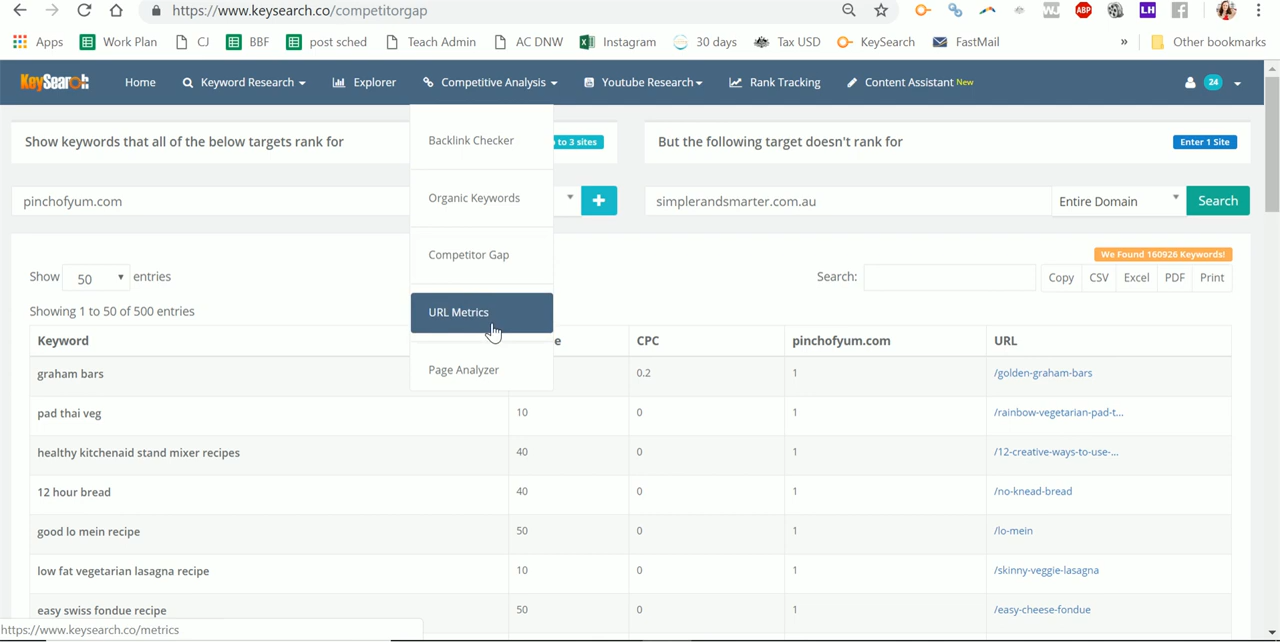 https://www.keysearch.co/competitorgap
WJ ABP LH
Apps Work Plan CJ BBF post sched Teach Admin AC DNW Instagram 30 days Tax USD KeySearch FastMail » Other bookmarks
KeySearch Home Keyword Research Explorer Competitive Analysis Youtube Research Rank Tracking Content Assistant New 24
Show keywords that all of the below targets rank for
to 3 sites
But the following target doesn't rank for
Enter 1 Site
pinchofyum.com
simplerandsmarter.com.au
Entire Domain
Search
Backlink Checker
Organic Keywords
Competitor Gap
URL Metrics
Page Analyzer
We Found 160926 Keywords!
Show 50 entries
Search:
Copy CSV Excel PDF Print
Showing 1 to 50 of 500 entries
Keyword CPC pinchofyum.com URL
graham bars 0.2 1 /golden-graham-bars
pad thai veg 10 0 1 /rainbow-vegetarian-pad-t...
healthy kitchenaid stand mixer recipes 40 0 1 /12-creative-ways-to-use-...
12 hour bread 40 0 1 /no-knead-bread
good lo mein recipe 50 0 1 /lo-mein
low fat vegetarian lasagna recipe 10 0 1 /skinny-veggie-lasagna
easy swiss fondue recipe 50 0 1 /easy-cheese-fondue
https://www.keysearch.co/metrics